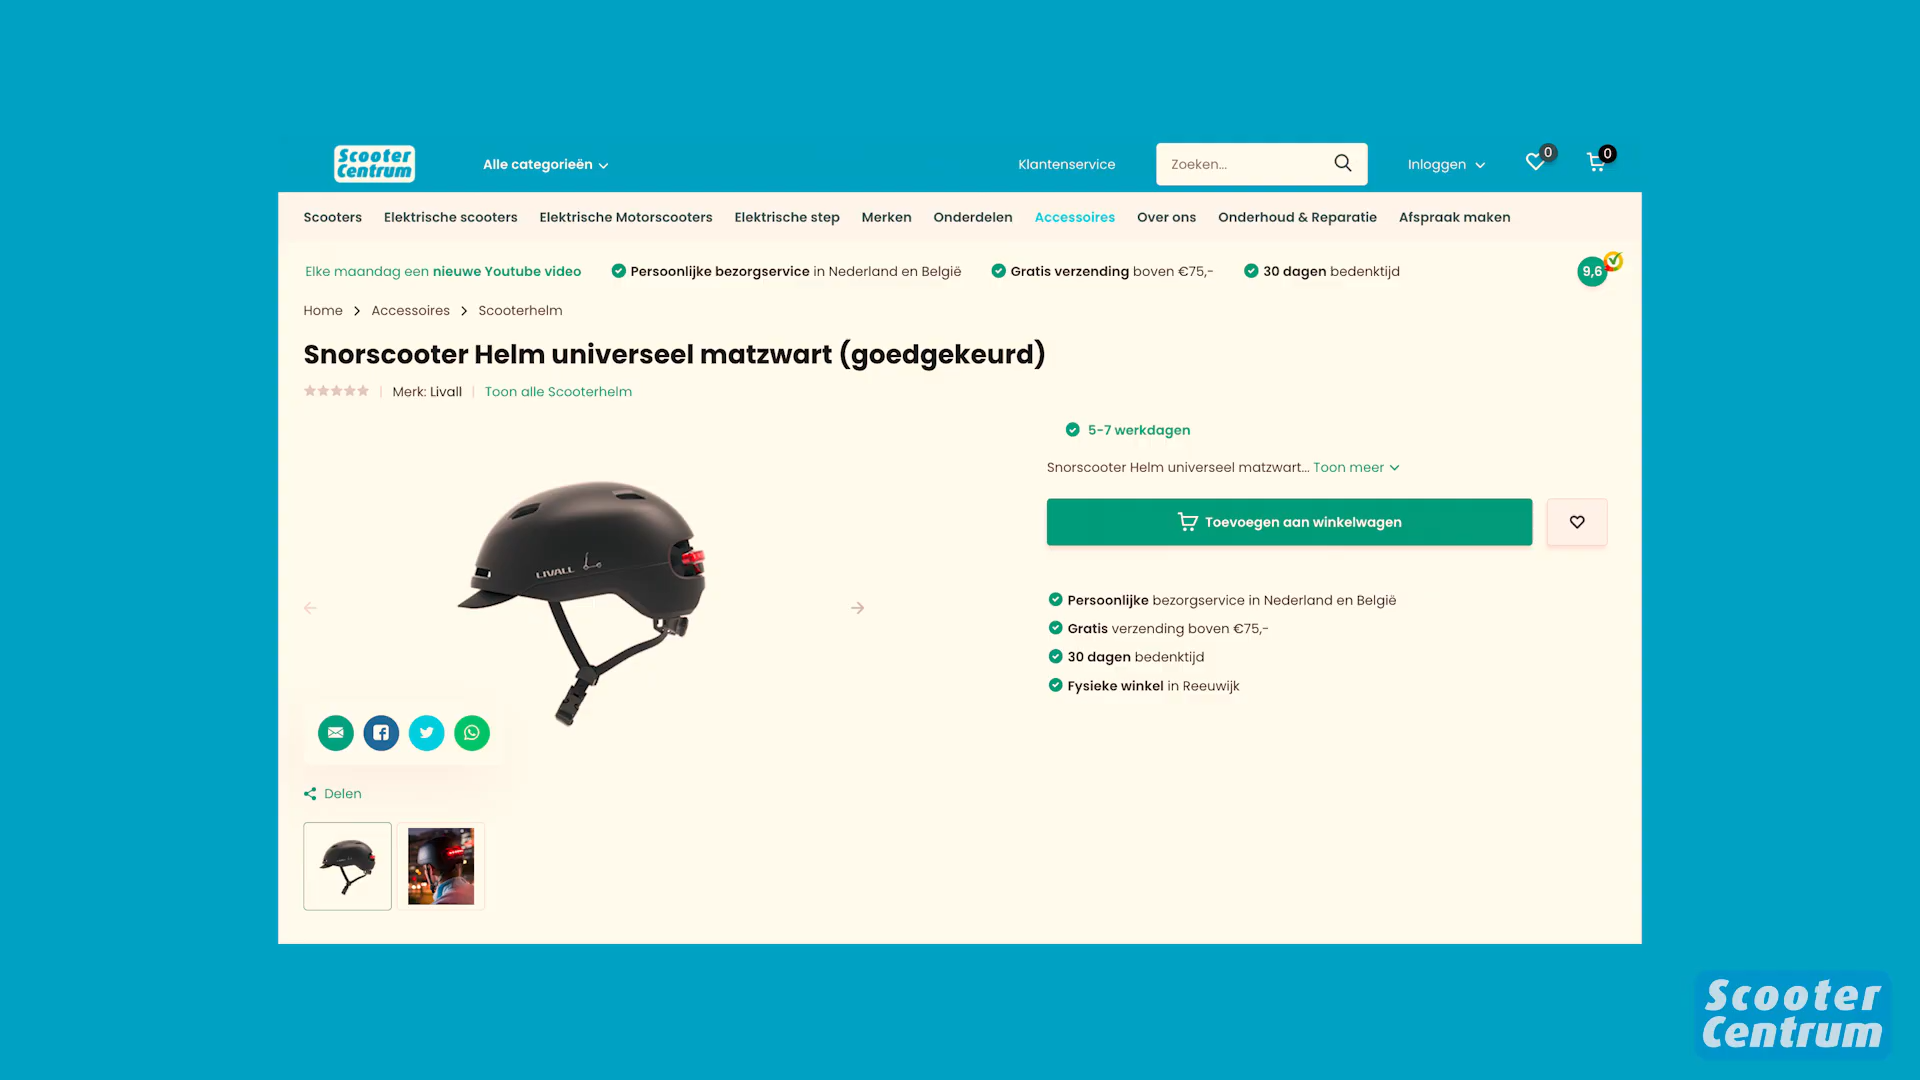 Scooter
Centrum
Alle categorieën
Klantenservice
Zoeken...
Inloggen
0
0
Scooters
Elektrische scooters
Elektrische Motorscooters
Elektrische step
Merken
Onderdelen
Accessoires
Over ons
Onderhoud & Reparatie
Afspraak maken
Elke maandag een nieuwe Youtube video
Persoonlijke bezorgservice in Nederland en België
Gratis verzending boven €75,-
30 dagen bedenktijd
9,6
Home
Accessoires
Scooterhelm
Snorscooter Helm universeel matzwart (goedgekeurd)
Merk: Livall
Toon alle Scooterhelm
5-7 werkdagen
Snorscooter Helm universeel matzwart... Toon meer
Toevoegen aan winkelwagen
LIVALL
Persoonlijke bezorgservice in Nederland en België
Gratis verzending boven €75,-
30 dagen bedenktijd
Fysieke winkel in Reeuwijk
Delen
Scooter
Centrum